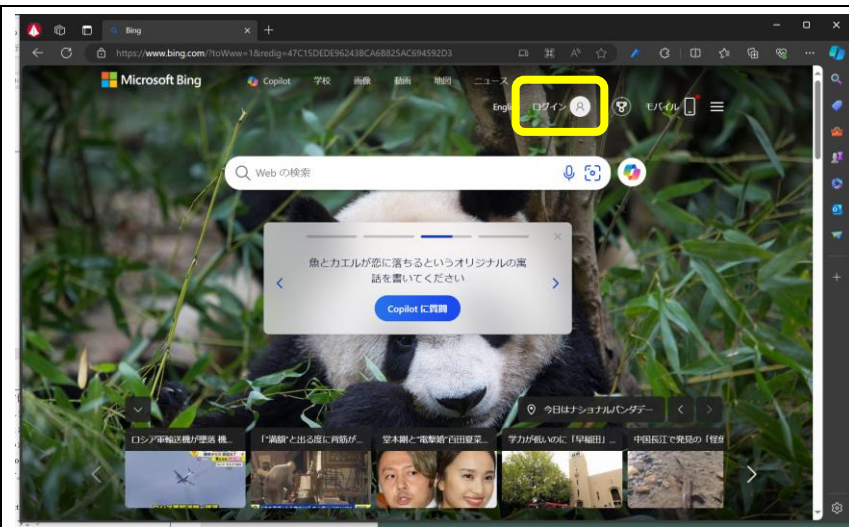 Bing
https://www.bing.com/?toWww=1&redig=47C15DEDE962438CA68825AC694592D3
Microsoft Bing
Copilot 学校 画像 動画 地図 ニュース
ログイン
モバイル
Web の検索
魚とカエルが恋に落ちるというオリジナルの寓
話を書いてください
Copilot に質問
今日はナショナルパンダデー
ロシア軍輸送機が墜落 機...
「"満額"と出る度に背筋が...
堂本剛と"電撃婚"百田夏菜...
学力が低いのに「早稲田」...
中国長江で発見の「怪魚